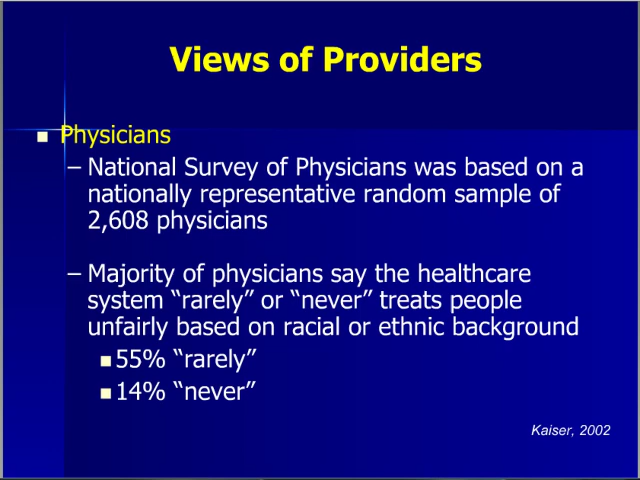 Views of Providers
Physicians
– National Survey of Physicians was based on a
nationally representative random sample of
2,608 physicians
– Majority of physicians say the healthcare
system “rarely” or “never” treats people
unfairly based on racial or ethnic background
55% “rarely”
14% “never”
Kaiser, 2002